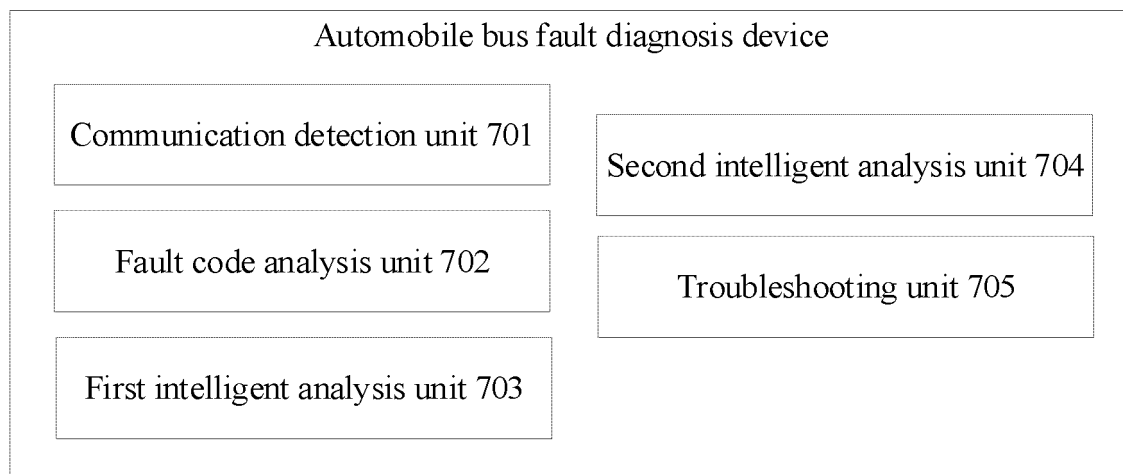 Automobile bus fault diagnosis device
Communication detection unit 701
Fault code analysis unit 702
First intelligent analysis unit 703
Second intelligent analysis unit 704
Troubleshooting unit 705